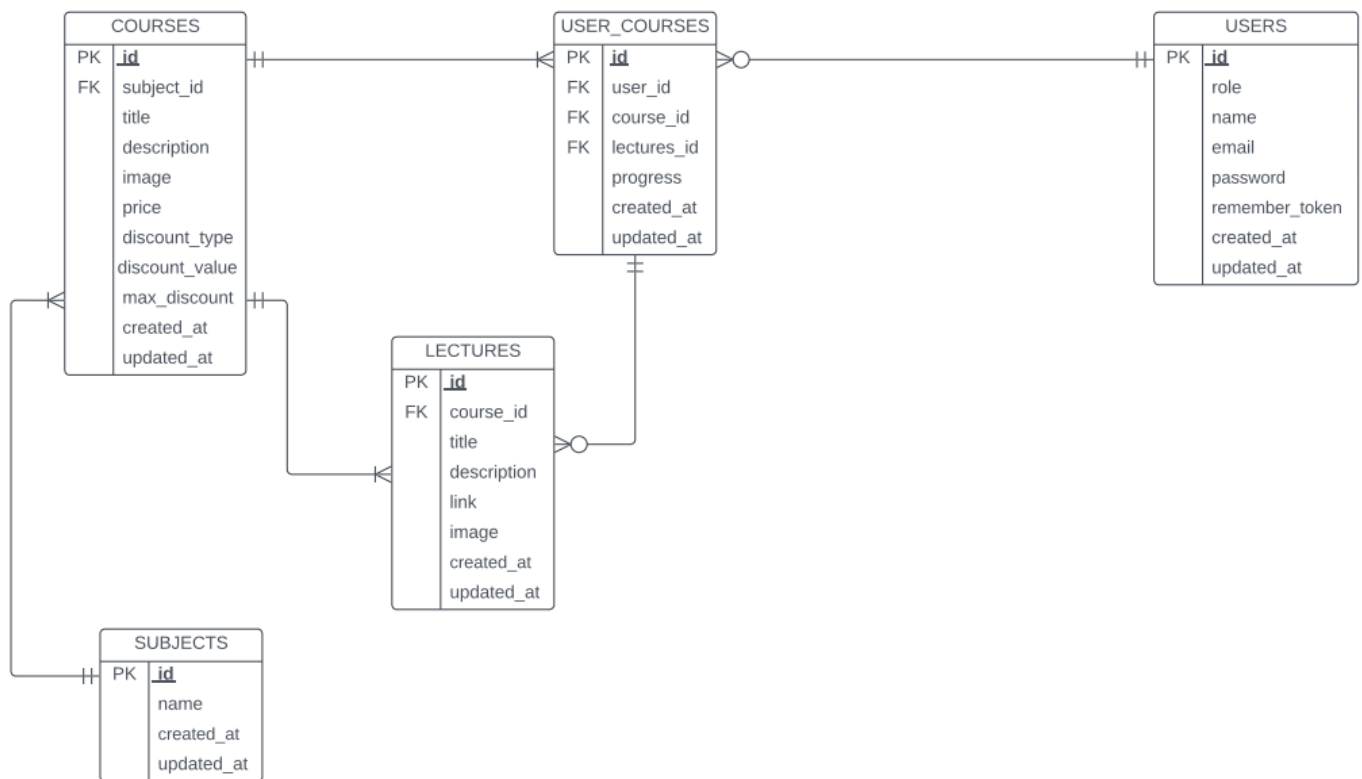 COURSES
PK id
FK subject_id
title
description
image
price
discount_type
discount_value
max_discount
created_at
updated_at
USER_COURSES
PK id
FK user_id
FK course_id
FK lectures_id
progress
created_at
updated_at
USERS
PK id
role
name
email
password
remember_token
created_at
updated_at
LECTURES
PK id
FK course_id
title
description
link
image
created_at
updated_at
SUBJECTS
PK id
name
created_at
updated_at